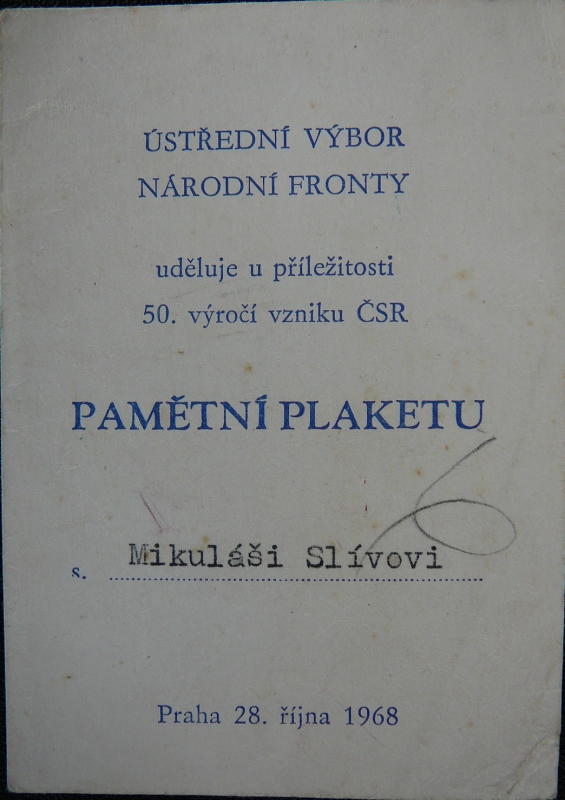 ÚSTŘEDNÍ VÝBOR
NÁRODNÍ FRONTY
uděluje u příležitosti
50. výročí vzniku ČSR
PAMĚTNÍ PLAKETU
s. Mikuláši Slívovi
Praha 28. října 1968